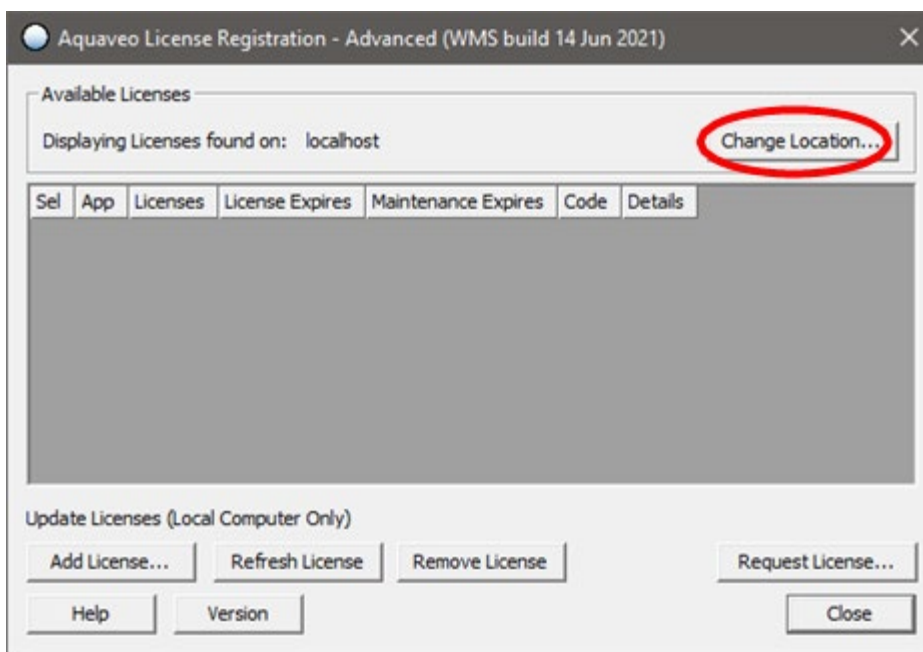 Aquaveo License Registration - Advanced (WMS build 14 Jun 2021)
Available Licenses
Displaying Licenses found on: localhost Change Location...
Sel App Licenses License Expires Maintenance Expires Code Details
Update Licenses (Local Computer Only)
Add License... Refresh License Remove License Request License...
Help Version Close